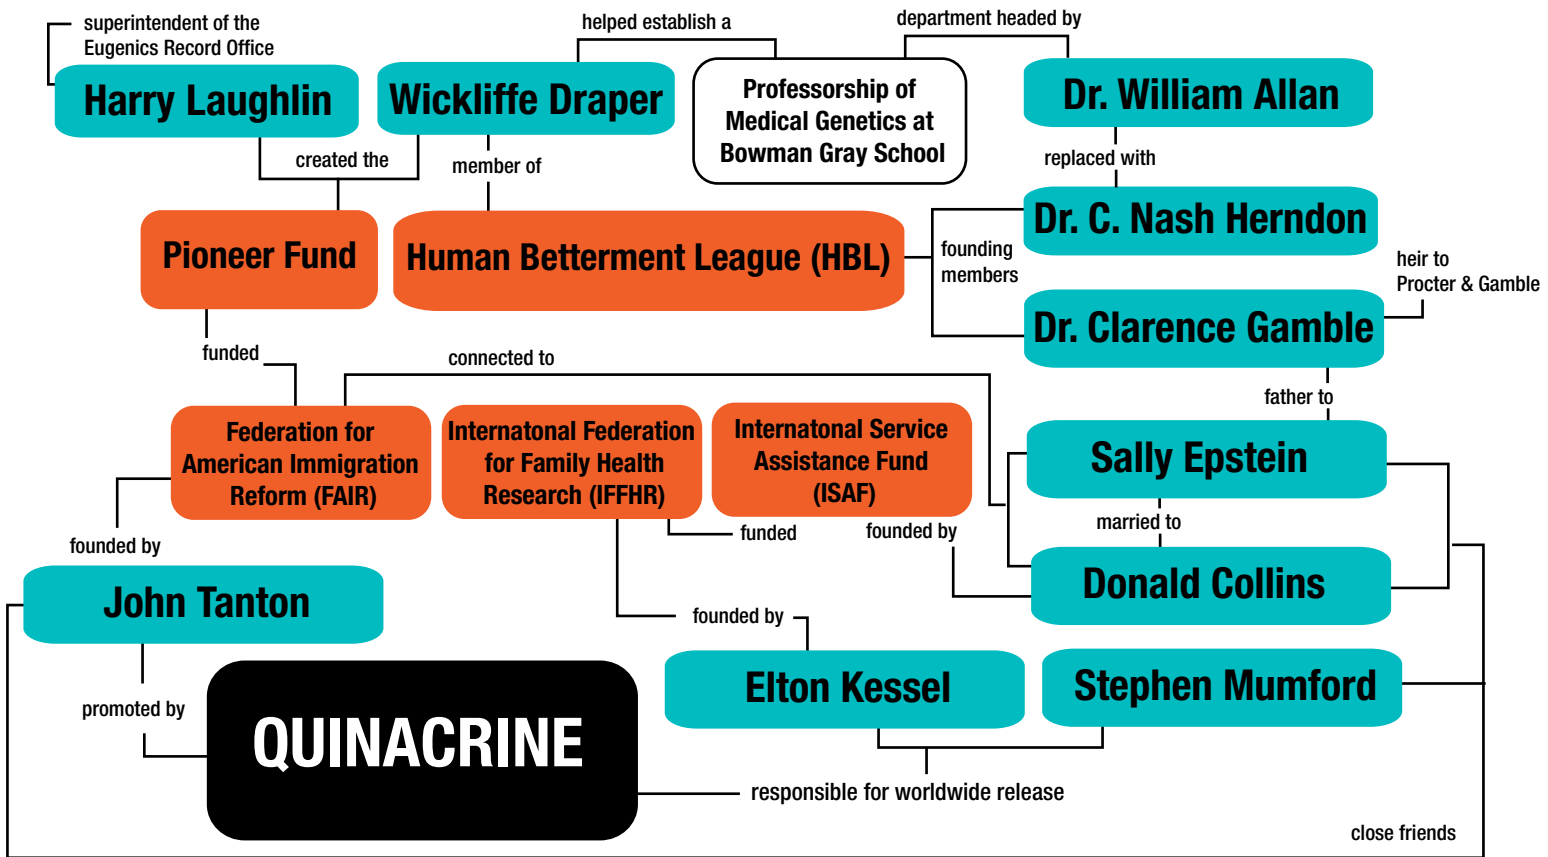 superintendent of the
Eugenics Record Office
helped establish a
department headed by
Harry Laughlin
Wickliffe Draper
Professorship of
Medical Genetics at
Bowman Gray School
Dr. William Allan
created the
member of
replaced with
Pioneer Fund
Human Betterment League (HBL)
founding
members
Dr. C. Nash Herndon
heir to
Procter & Gamble
Dr. Clarence Gamble
funded
connected to
father to
Federation for
American Immigration
Reform (FAIR)
Internatonal Federation
for Family Health
Research (IFFHR)
Internatonal Service
Assistance Fund
(ISAF)
Sally Epstein
married to
founded by
funded
founded by
John Tanton
Donald Collins
founded by
Elton Kessel
Stephen Mumford
promoted by
QUINACRINE
responsible for worldwide release
close friends